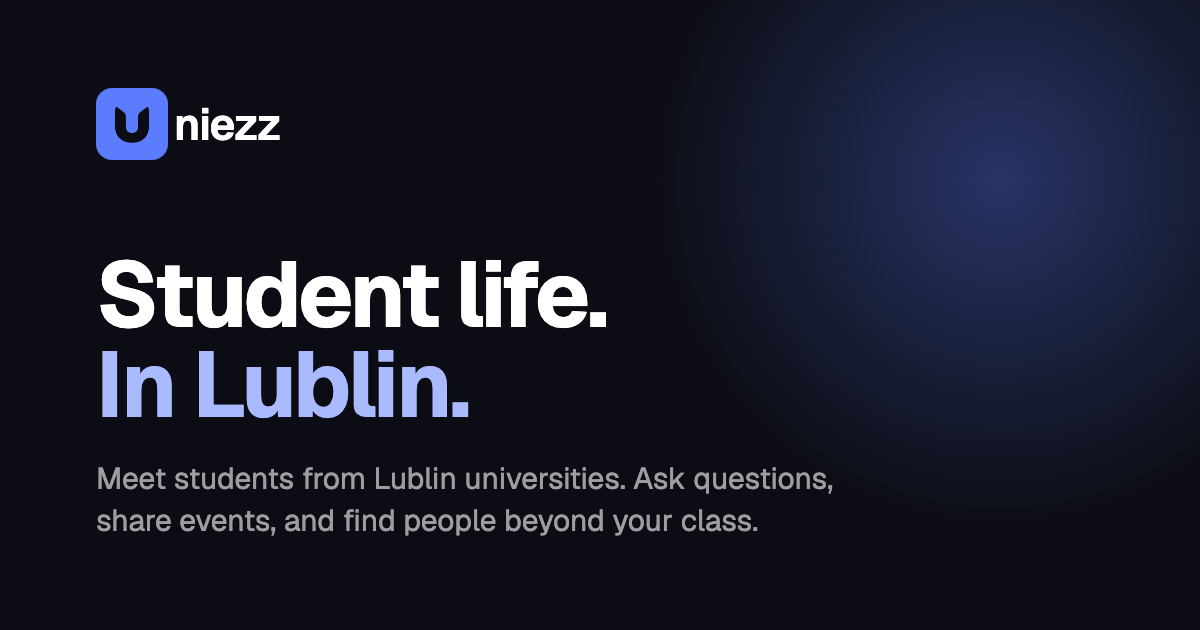 U niezz
Student life.
In Lublin.
Meet students from Lublin universities. Ask questions,
share events, and find people beyond your class.